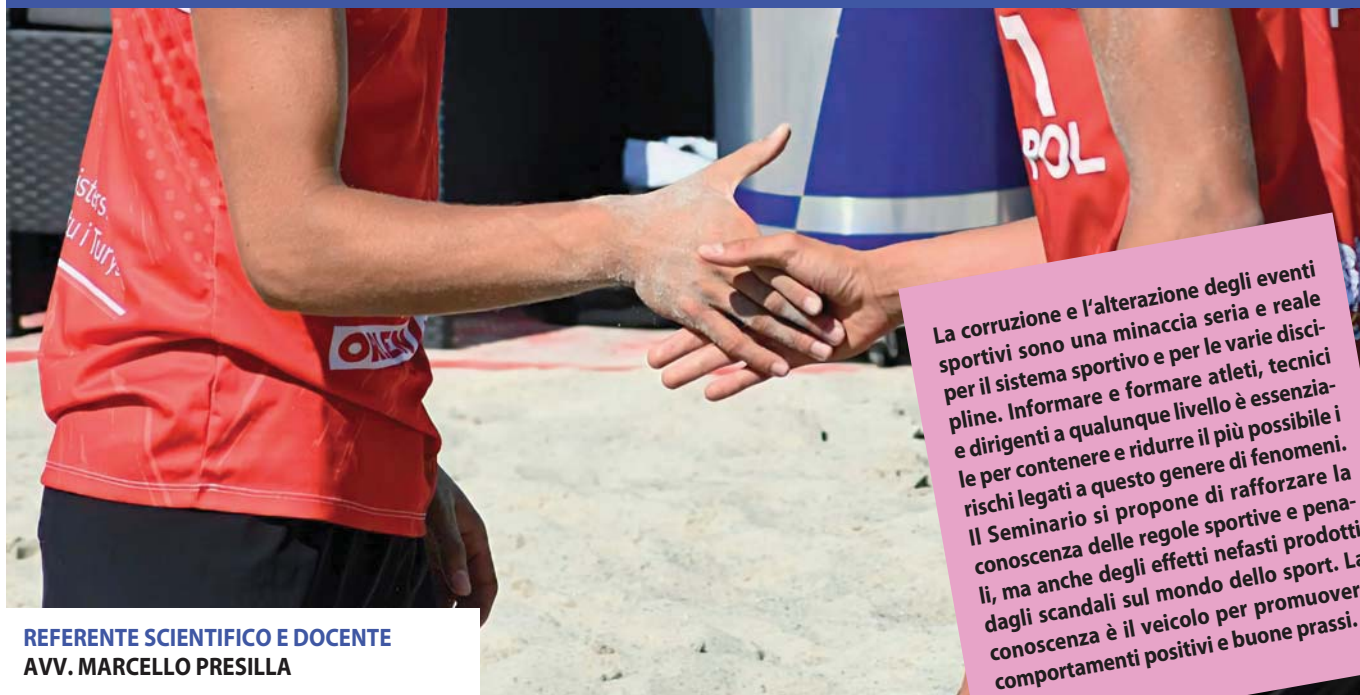 1
POL
isters
u i Turys
La corruzione e l'alterazione degli eventi
sportivi sono una minaccia seria e reale
per il sistema sportivo e per le varie disci-
pline. Informare e formare atleti, tecnici
e dirigenti a qualunque livello è essenzia-
le per contenere e ridurre il più possibile i
rischi legati a questo genere di fenomeni.
Il Seminario si propone di rafforzare la
conoscenza delle regole sportive e pena-
li, ma anche degli effetti nefasti prodotti
dagli scandali sul mondo dello sport. La
conoscenza è il veicolo per promuover
comportamenti positivi e buone prassi.
REFERENTE SCIENTIFICO E DOCENTE
AVV. MARCELLO PRESILLA